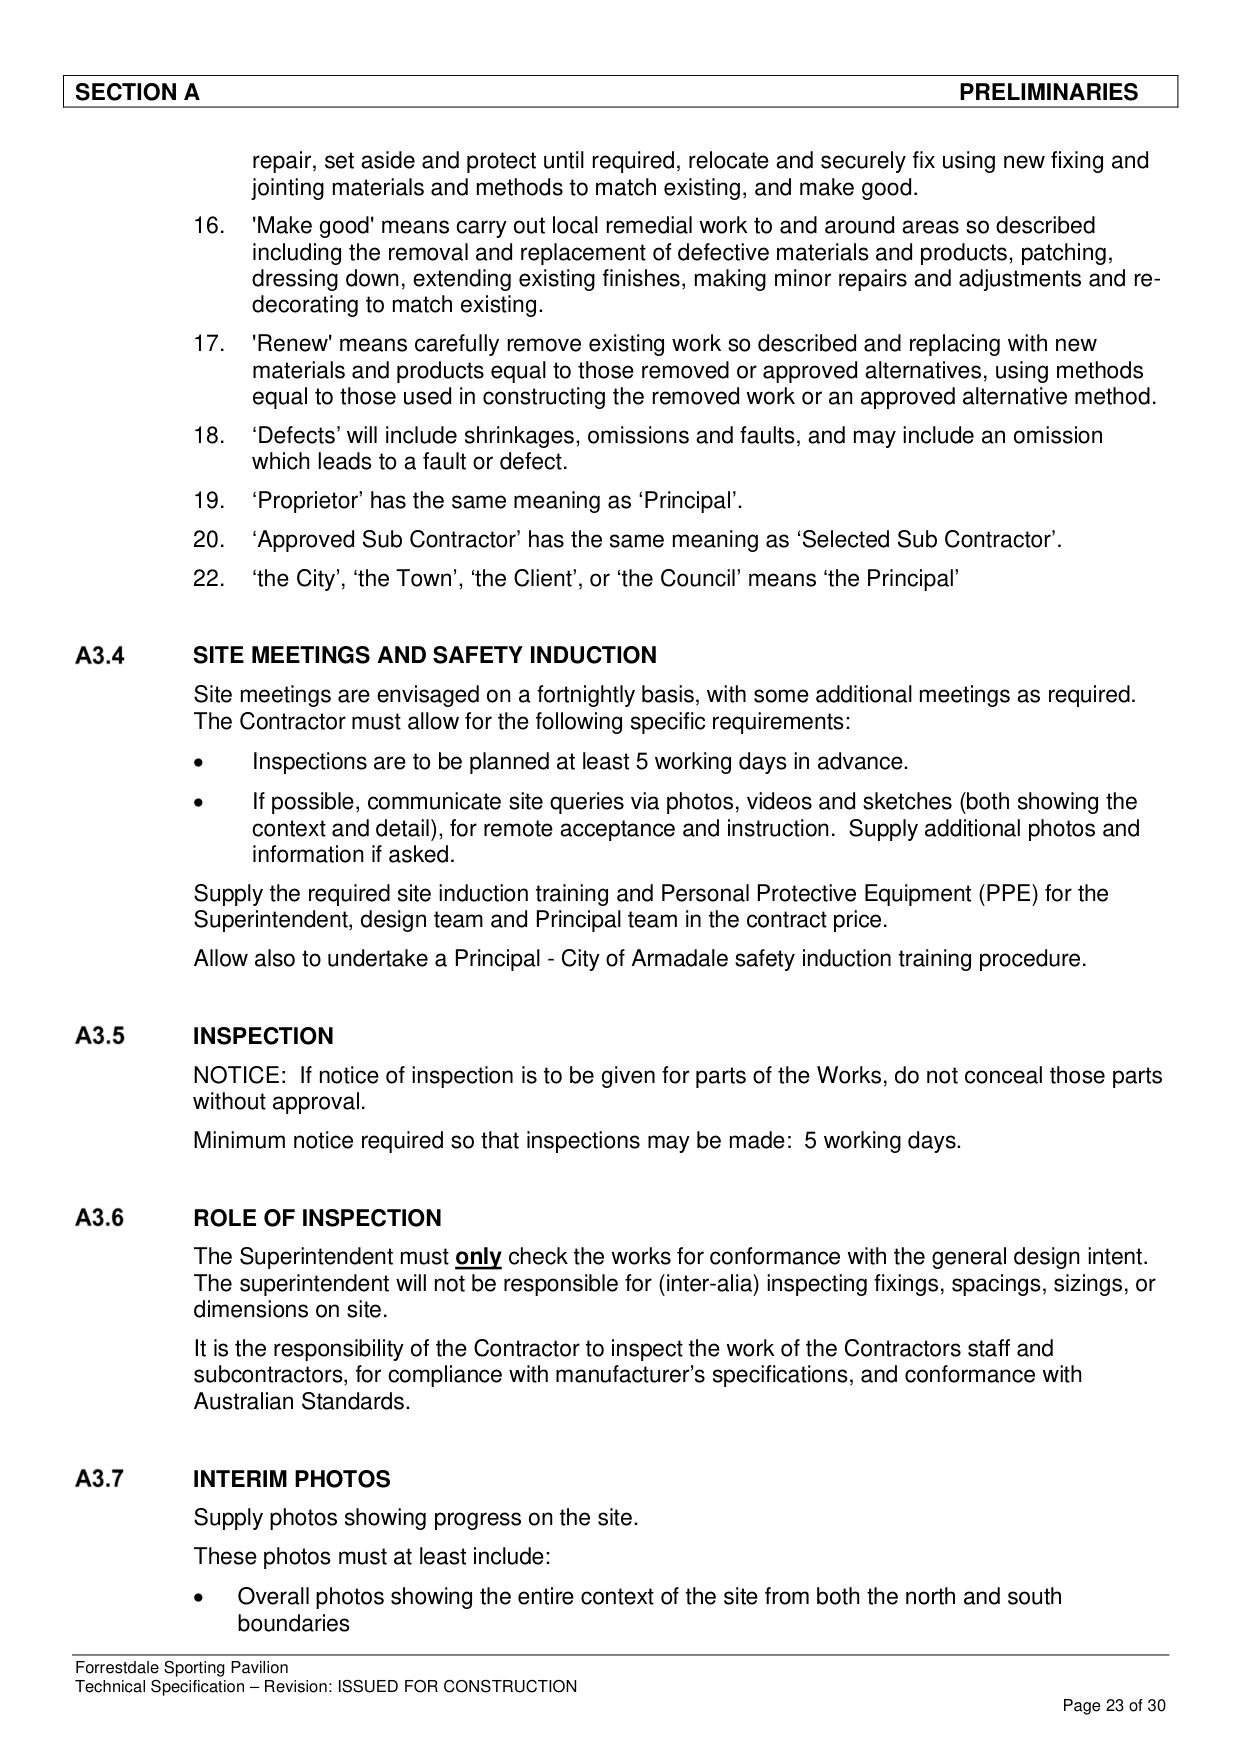 SECTION A PRELIMINARIES
repair, set aside and protect until required, relocate and securely fix using new fixing and
jointing materials and methods to match existing, and make good.
16. 'Make good' means carry out local remedial work to and around areas so described
including the removal and replacement of defective materials and products, patching,
dressing down, extending existing finishes, making minor repairs and adjustments and re-
decorating to match existing.
17. 'Renew' means carefully remove existing work so described and replacing with new
materials and products equal to those removed or approved alternatives, using methods
equal to those used in constructing the removed work or an approved alternative method.
18. ‘Defects’ will include shrinkages, omissions and faults, and may include an omission
which leads to a fault or defect.
19. ‘Proprietor’ has the same meaning as ‘Principal’.
20. ‘Approved Sub Contractor’ has the same meaning as ‘Selected Sub Contractor’.
22. ‘the City’, ‘the Town’, ‘the Client’, or ‘the Council’ means ‘the Principal’
A3.4 SITE MEETINGS AND SAFETY INDUCTION
Site meetings are envisaged on a fortnightly basis, with some additional meetings as required.
The Contractor must allow for the following specific requirements:
• Inspections are to be planned at least 5 working days in advance.
• If possible, communicate site queries via photos, videos and sketches (both showing the
context and detail), for remote acceptance and instruction.  Supply additional photos and
information if asked.
Supply the required site induction training and Personal Protective Equipment (PPE) for the
Superintendent, design team and Principal team in the contract price.
Allow also to undertake a Principal - City of Armadale safety induction training procedure.
A3.5 INSPECTION
NOTICE:  If notice of inspection is to be given for parts of the Works, do not conceal those parts
without approval.
Minimum notice required so that inspections may be made:  5 working days.
A3.6 ROLE OF INSPECTION
The Superintendent must only check the works for conformance with the general design intent.
The superintendent will not be responsible for (inter-alia) inspecting fixings, spacings, sizings, or
dimensions on site.
It is the responsibility of the Contractor to inspect the work of the Contractors staff and
subcontractors, for compliance with manufacturer’s specifications, and conformance with
Australian Standards.
A3.7 INTERIM PHOTOS
Supply photos showing progress on the site.
These photos must at least include:
• Overall photos showing the entire context of the site from both the north and south
boundaries
Forrestdale Sporting Pavilion
Technical Specification – Revision: ISSUED FOR CONSTRUCTION
Page 23 of 30